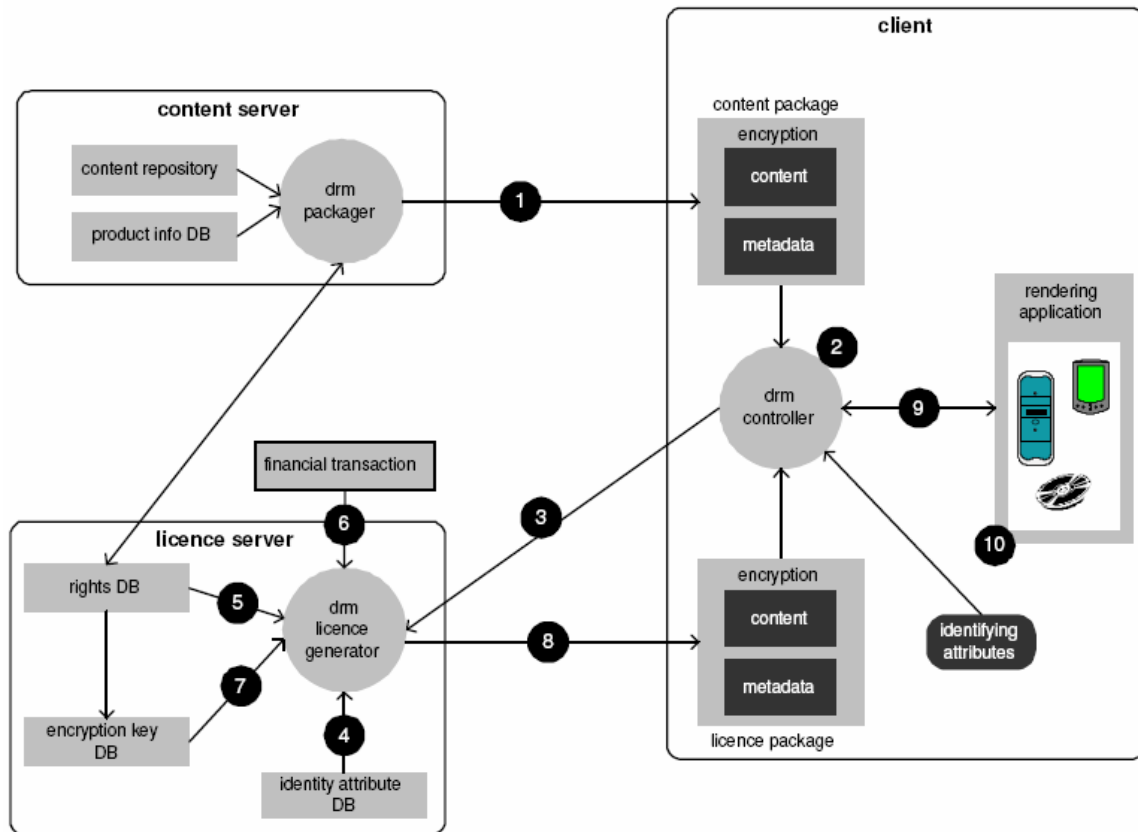 client
content server
content package
encryption
content
metadata
content repository
product info DB
drm
packager
1
rendering
application
2
drm
controller
9
financial transaction
3
6
10
licence server
rights DB
5
drm
licence
generator
8
encryption
content
metadata
licence package
identifying
attributes
7
encryption key
DB
4
identity attribute
DB